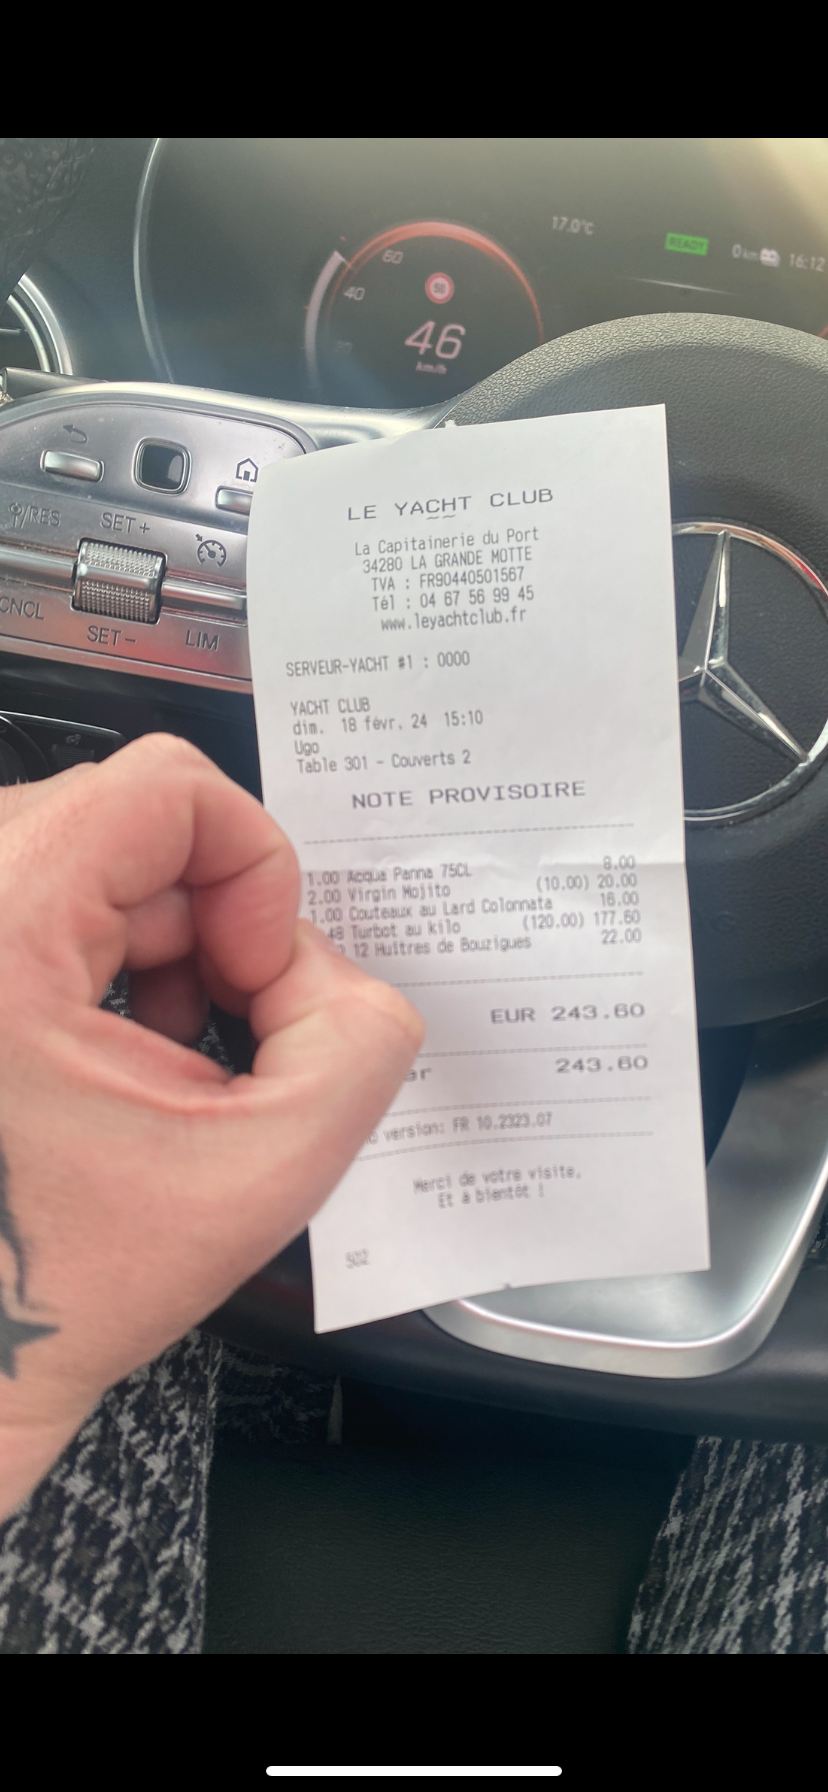 17.0°c
READY
0 km
16:12
60
50
40
46
km/h
/RES
SET+
CNCL
SET-
LIM
LE YACHT CLUB
La Capitainerie du Port
34280 LA GRANDE MOTTE
TVA : FR90440501567
Tél : 04 67 56 99 45
www.leyachtclub.fr
SERVEUR-YACHT #1 : 0000
YACHT CLUB
dim. 18 févr. 24 15:10
Ugo
Table 301 - Couverts 2
NOTE PROVISOIRE
1.00 Acqua Panna 75CL 8.00
2.00 Virgin Mojito (10.00) 20.00
1.00 Couteaux au Lard Colonnata 16.00
48 Turbot au kilo (120.00) 177.60
12 Huîtres de Bouzigues 22.00
EUR 243.60
er 243.60
version: FR 10.2323.07
Merci de votre visite,
Et à bientôt !
502